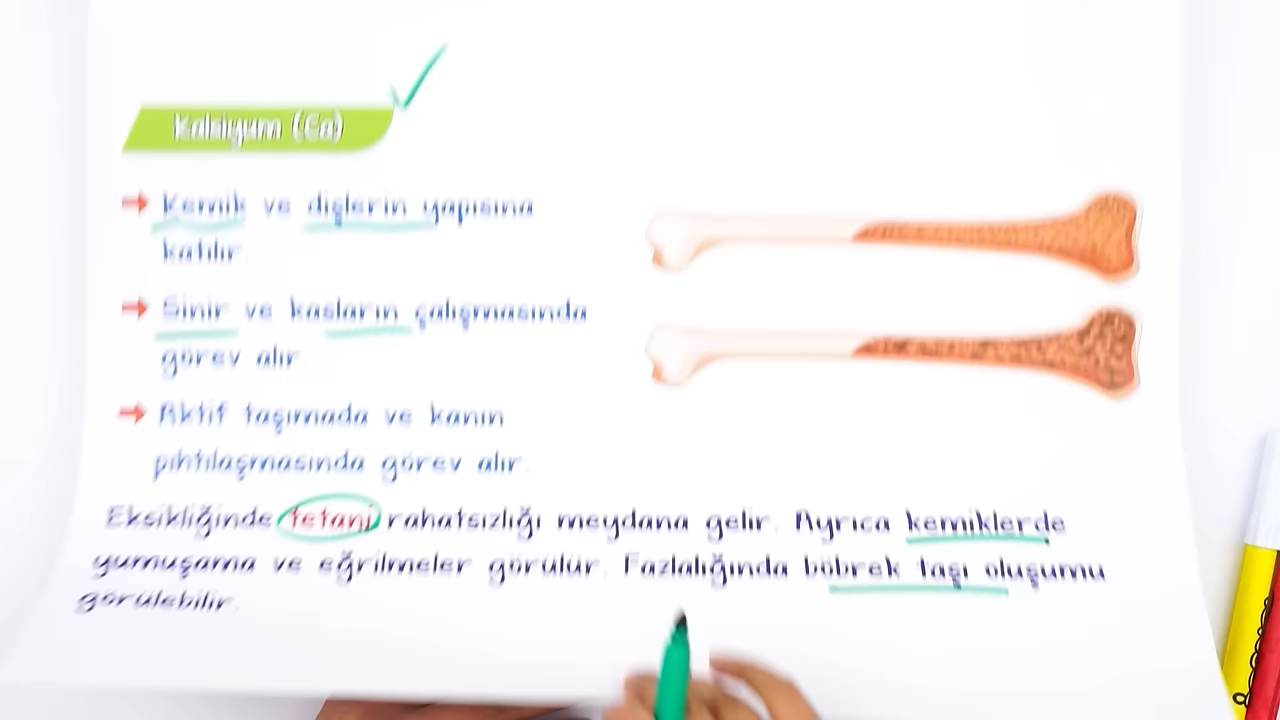 Kalsiyum (Ca)
Kemik ve dişlerin yapısına
katılır.
Sinir ve kasların çalışmasında
görev alır.
Aktif taşımada ve kanın
pıhtılaşmasında görev alır.
Eksikliğinde tetani rahatsızlığı meydana gelir. Ayrıca kemiklerde
yumuşama ve eğrilmeler görülür. Fazlalığında böbrek taşı oluşumu
görülebilir.